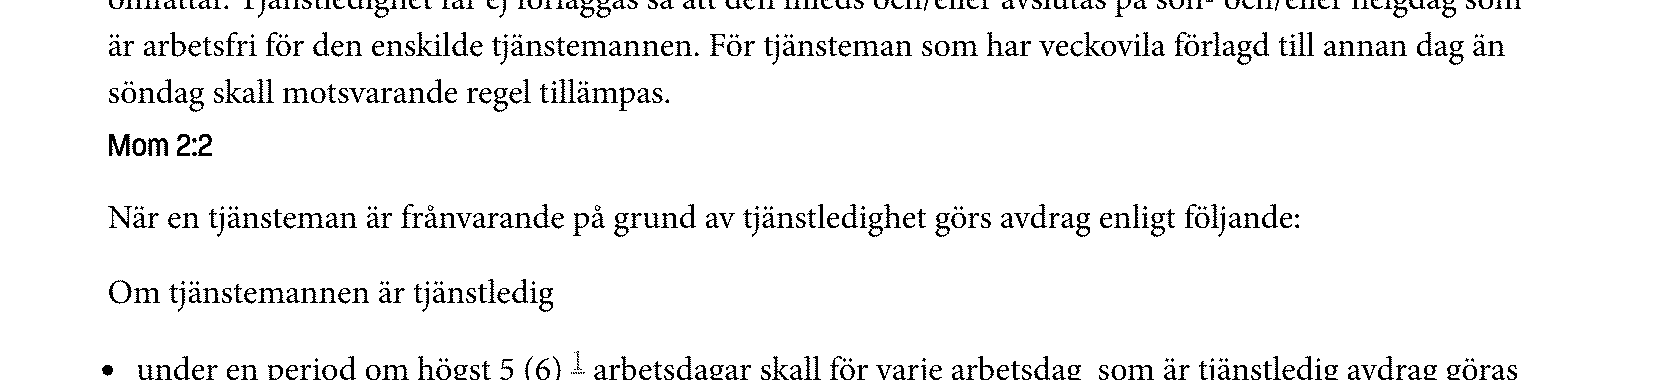 omfattar. Tjänstledighet får ej förläggas så att den inleds och/eller avslutas på sön- och/eller helgdag som
är arbetsfri för den enskilde tjänstemannen. För tjänsteman som har veckovila förlagd till annan dag än
söndag skall motsvarande regel tillämpas.
Mom 2:2
När en tjänsteman är frånvarande på grund av tjänstledighet görs avdrag enligt följande:
Om tjänstemannen är tjänstledig
• under en period om högst 5 (6) 1 arbetsdagar skall för varje arbetsdag som är tjänstledig avdrag göras